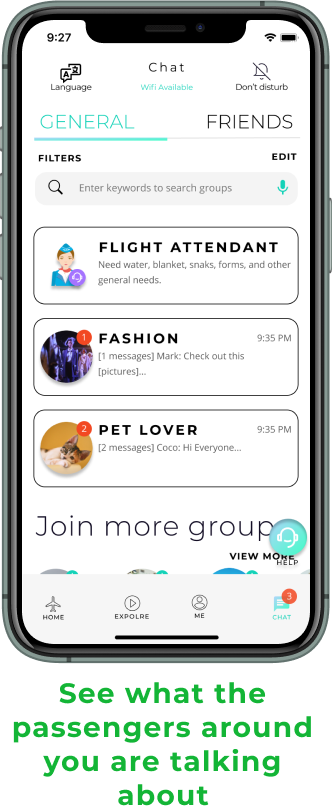 9:27
Chat
Wifi Available
Language
Don't disturb
GENERAL
FRIENDS
FILTERS
EDIT
Enter keywords to search groups
FLIGHT ATTENDANT
Need water, blanket, snaks, forms, and other
general needs.
1
FASHION
9:35 PM
[1 messages] Mark: Check out this
[pictures]...
2
PET LOVER
9:35 PM
[2 messages] Coco: Hi Everyone...
Join more group
VIEW MORE
HELP
3
HOME
EXPOLRE
ME
CHAT
See what the
passengers around
you are talking
about